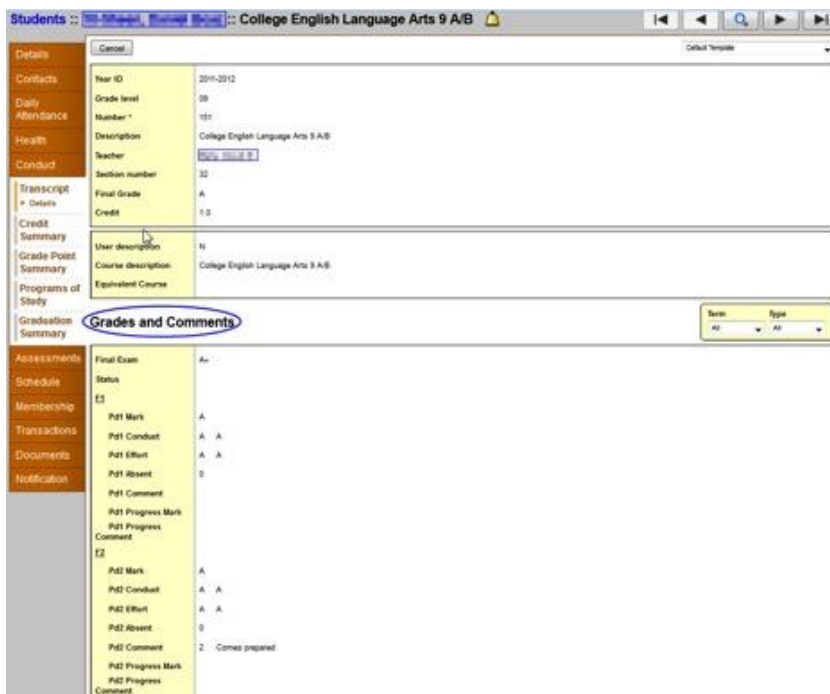 Students :: :: College English Language Arts 9 A/B
Cancel
Default Template
Details
Contacts
Daily
Attendance
Health
Conduct
Transcript
Details
Credit
Summary
Grade Point
Summary
Programs of
Study
Graduation
Summary
Assessments
Schedule
Membership
Transactions
Documents
Notification
Year ID 2011-2012
Grade level 09
Number * 151
Description College English Language Arts 9 A/B
Teacher
Section number 32
Final Grade A
Credit 1.0
User description N
Course description College English Language Arts 9 A/B
Equivalent Course
Grades and Comments
Term Type
All All
Final Exam A+
Status
Pd1 Mark A
Pd1 Conduct A A
Pd1 Effort A A
Pd1 Absent 0
Pd1 Comment
Pd1 Progress Mark
Pd1 Progress
Comment
Pd2 Mark A
Pd2 Conduct A A
Pd2 Effort A A
Pd2 Absent 0
Pd2 Comment 2 Comes prepared
Pd2 Progress Mark
Pd2 Progress
Comment